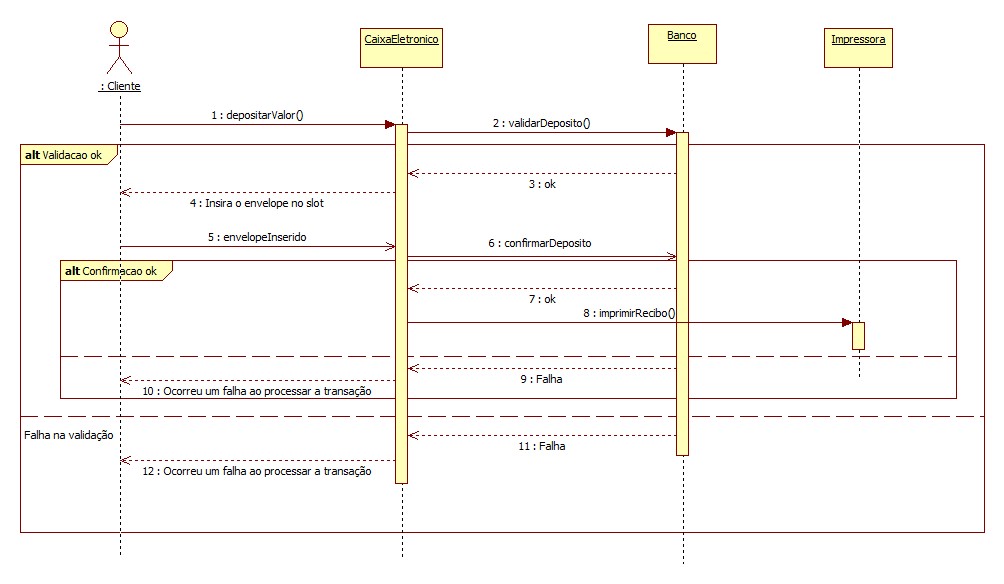 CaixaEletronico
Banco
Impressora
: Cliente
1 : depositarValor()
2 : validarDeposito()
alt Validacao ok
3 : ok
4 : Insira o envelope no slot
5 : envelopeInserido
6 : confirmarDeposito
alt Confirmacao ok
7 : ok
8 : imprimirRecibo()
9 : Falha
10 : Ocorreu um falha ao processar a transação
Falha na validação
11 : Falha
12 : Ocorreu um falha ao processar a transação